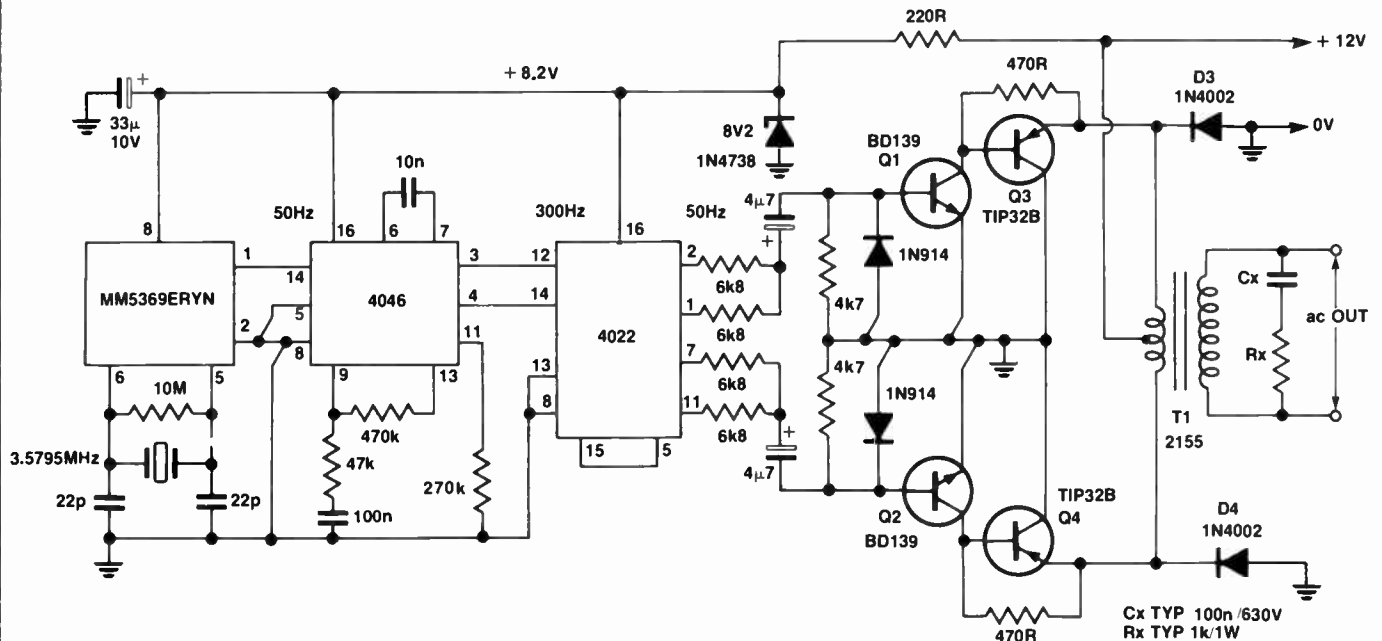 220R
+ 12V
470R
D3
1N4002
+ 8.2V
+
33µ
10V
0V
8V2
1N4738
BD139
Q1
10n
Q3
TIP32B
4µ7
+
50Hz
300Hz
50Hz
8
16
6
7
16
1N914
2
6k8
1
14
3
12
MM5369ERYN
4046
4
14
1
6k8
4k7
Cx
ac OUT
5
4022
2
8
11
7
6k8
4k7
Rx
13
6
5
9
13
8
11
6k8
1N914
T1
2155
10M
470k
15
5
+
4µ7
3.5795MHz
47k
270k
22p
22p
100n
Q2
BD139
TIP32B
Q4
D4
1N4002
470R
Cx TYP 100n /630V
Rx TYP 1k/1W